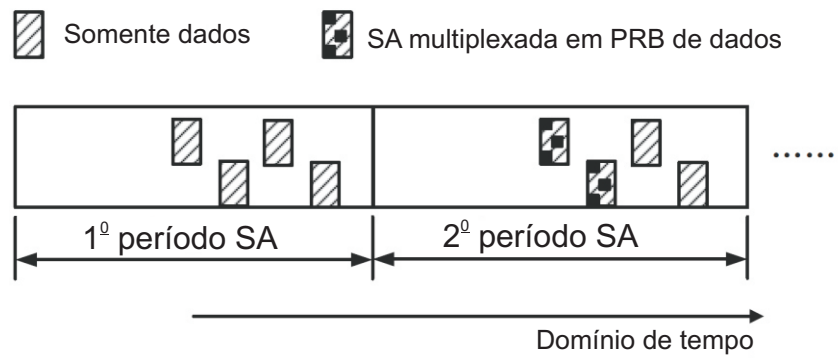 Somente dados
SA multiplexada em PRB de dados
......
1º período SA
2º período SA
Domínio de tempo